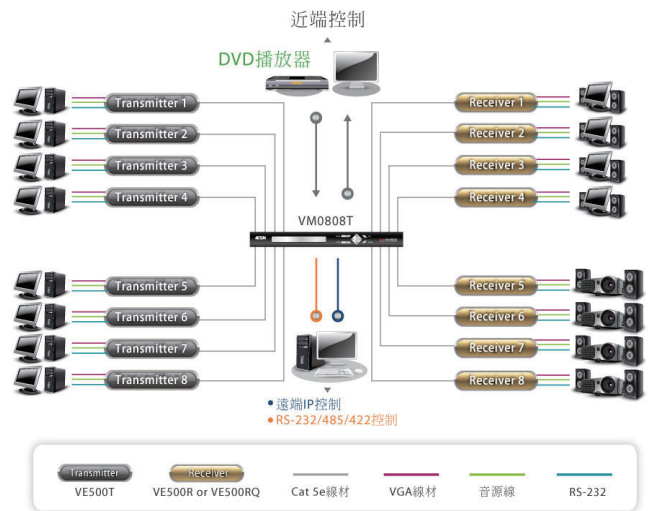 近端控制
DVD播放器
Transmitter 1
Receiver 1
Transmitter 2
Receiver 2
Transmitter 3
Receiver 3
Transmitter 4
Receiver 4
VM0808T
ATEN
Transmitter 5
Receiver 5
Transmitter 6
Receiver 6
Transmitter 7
Receiver 7
Transmitter 8
Receiver 8
•遠端IP控制
•RS-232/485/422控制
Transmitter
Receiver
VE500T
VE500R or VE500RQ
Cat 5e線材
VGA線材
音源線
RS-232